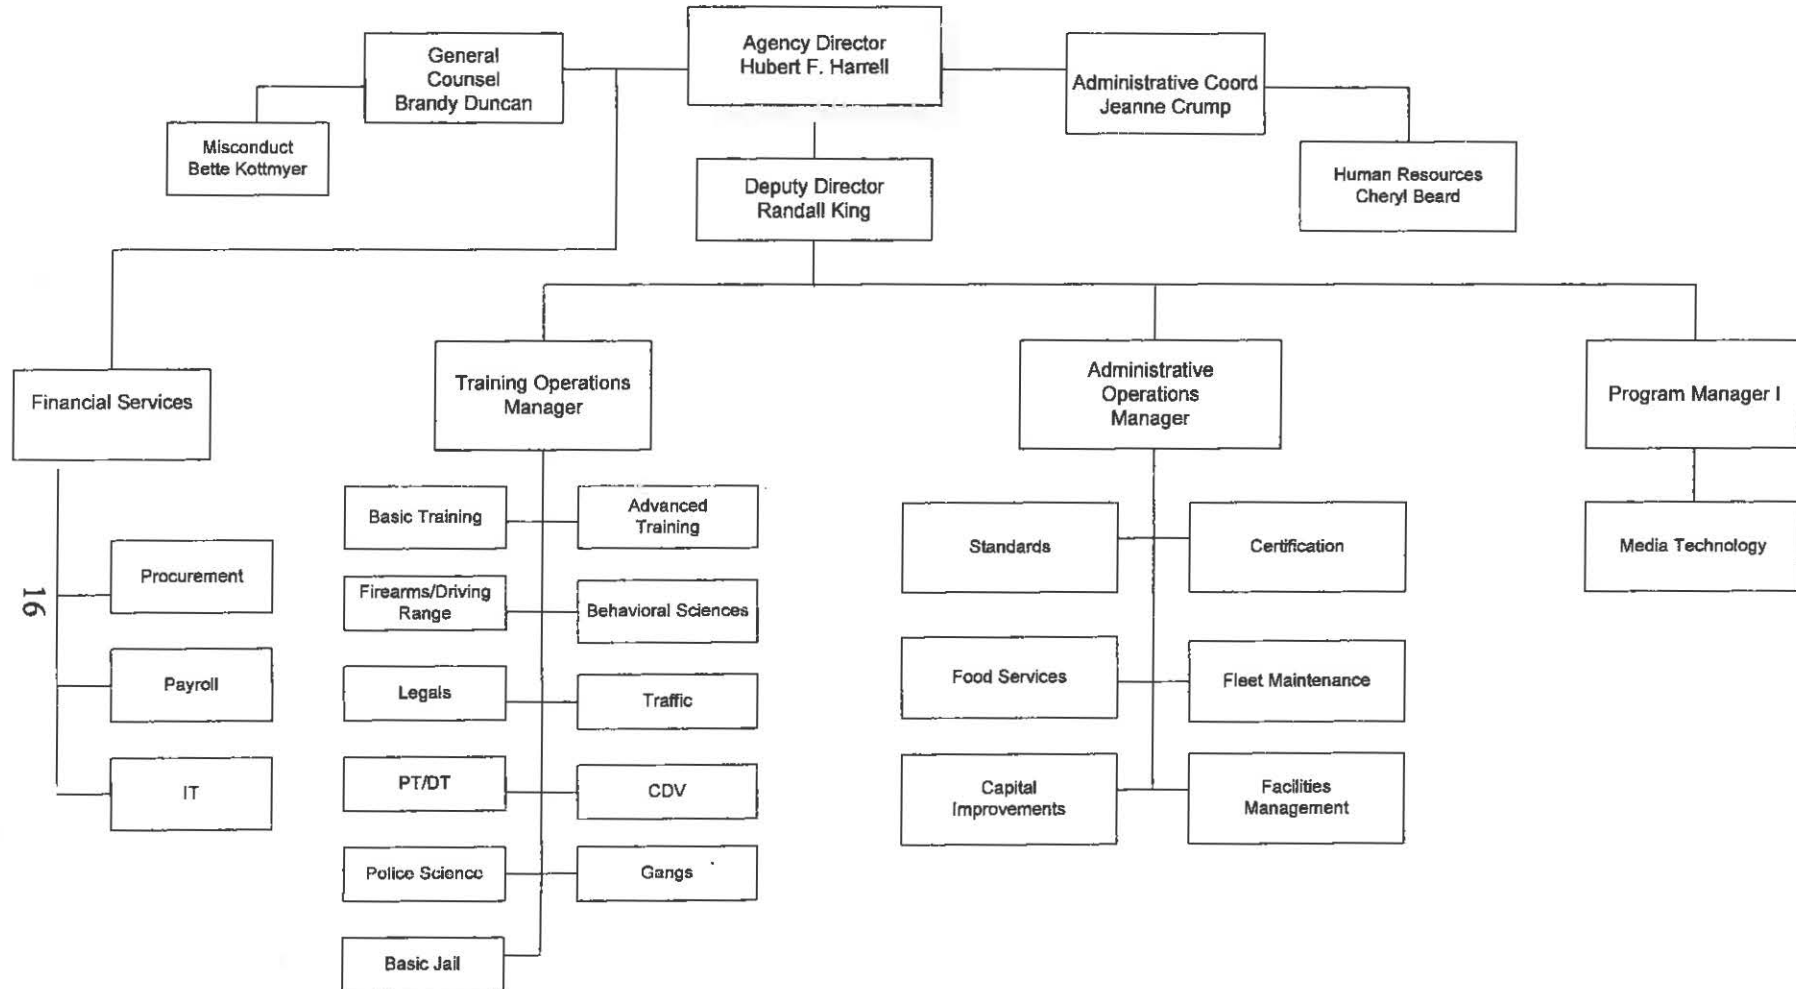 Agency Director
Hubert F. Harrell
General
Counsel
Brandy Duncan
Administrative Coord
Jeanne Crump
Misconduct
Bette Kottmyer
Human Resources
Cheryl Beard
Deputy Director
Randall King
Financial Services
Training Operations
Manager
Administrative
Operations
Manager
Program Manager I
Procurement
Payroll
IT
Basic Training
Advanced
Training
Firearms/Driving
Range
Behavioral Sciences
Legals
Traffic
PT/DT
CDV
Police Science
Gangs
Basic Jail
Standards
Certification
Food Services
Fleet Maintenance
Capital
Improvements
Facilities
Management
Media Technology
16